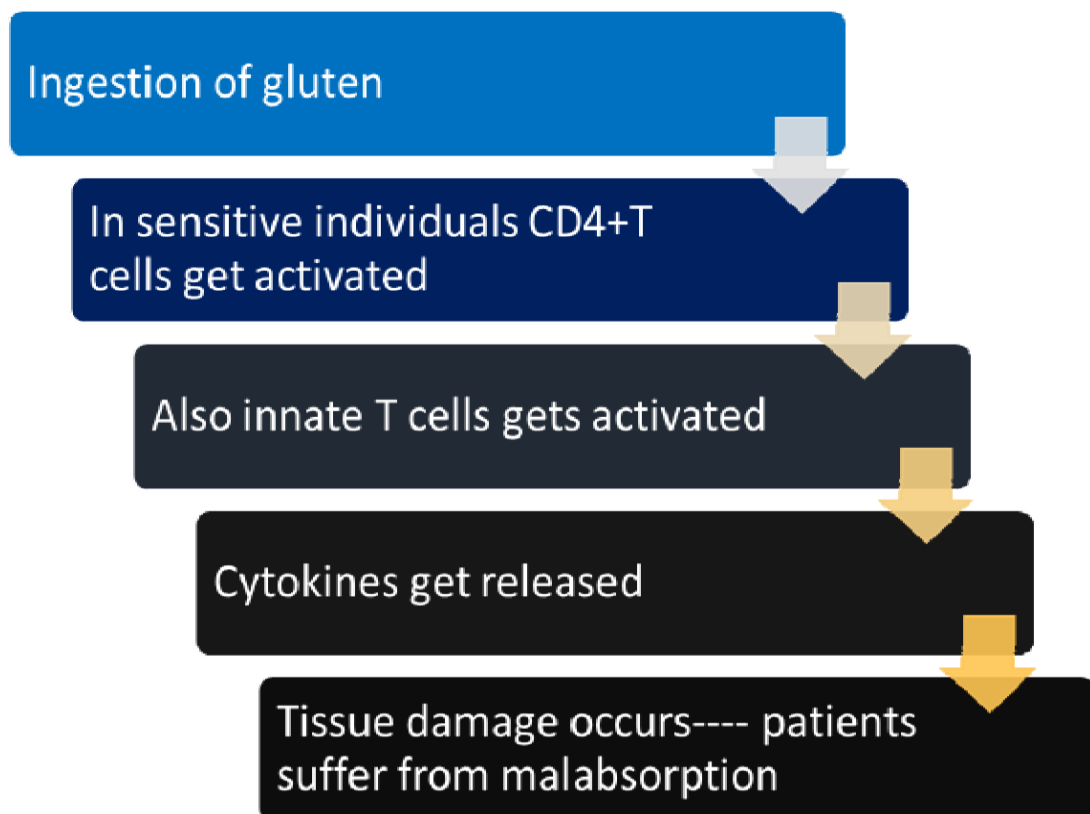 Ingestion of gluten
In sensitive individuals CD4+T
cells get activated
Also innate T cells gets activated
Cytokines get released
Tissue damage occurs---- patients
suffer from malabsorption